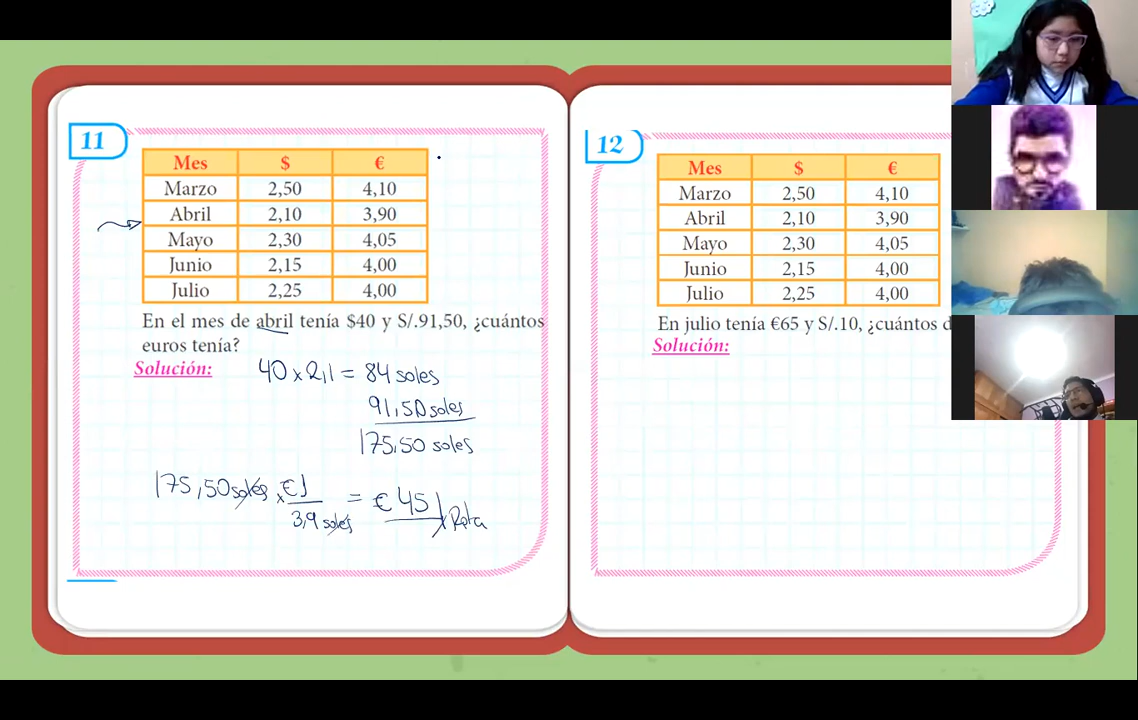 11
Mes $ €
Marzo 2,50 4,10
Abril 2,10 3,90
Mayo 2,30 4,05
Junio 2,15 4,00
Julio 2,25 4,00
En el mes de abril tenía $40 y S/.91,50, ¿cuántos
euros tenía?
Solución:
40 x 2,1 = 84 soles
91,50 soles
175,50 soles
175,50 soles x €1 = € 45 Rpta
3,9 soles
12
Mes $ €
Marzo 2,50 4,10
Abril 2,10 3,90
Mayo 2,30 4,05
Junio 2,15 4,00
Julio 2,25 4,00
En julio tenía €65 y S/.10, ¿cuántos d
Solución: